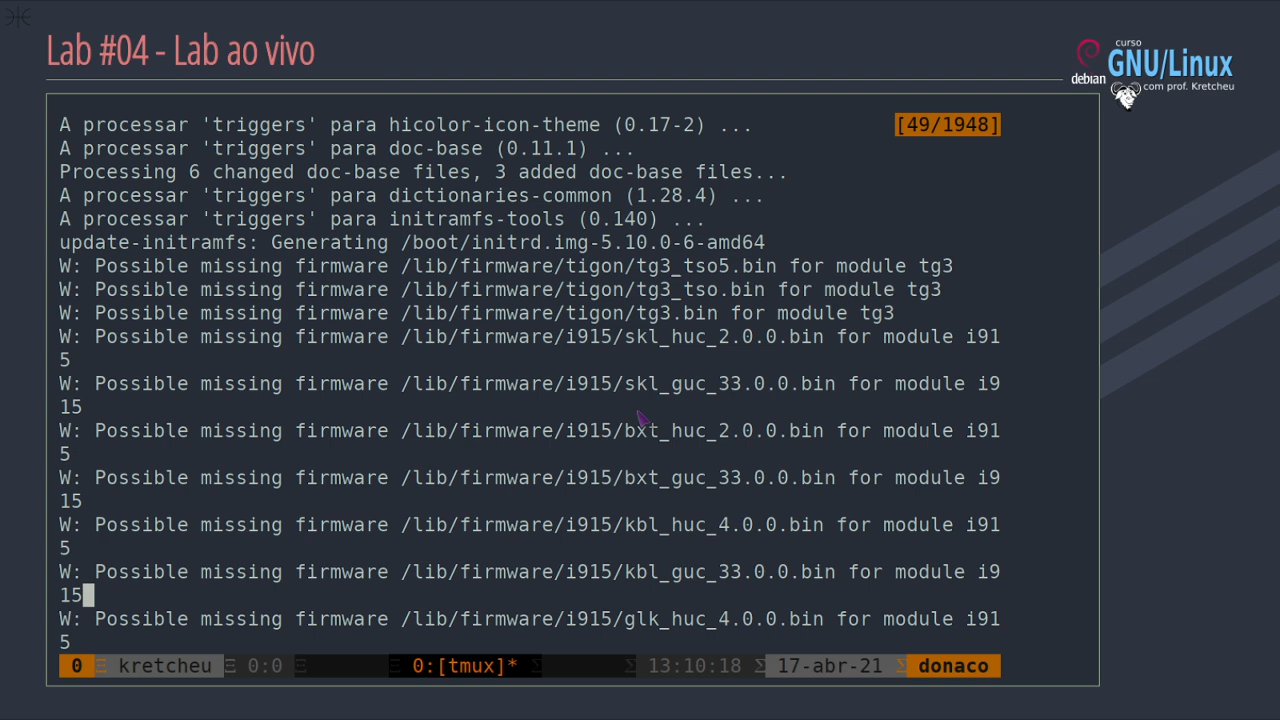 Lab #04 - Lab ao vivo
curso
GNU/Linux
debian
com prof. Kretcheu
A processar 'triggers' para hicolor-icon-theme (0.17-2) ... [49/1948]
A processar 'triggers' para doc-base (0.11.1) ...
Processing 6 changed doc-base files, 3 added doc-base files...
A processar 'triggers' para dictionaries-common (1.28.4) ...
A processar 'triggers' para initramfs-tools (0.140) ...
update-initramfs: Generating /boot/initrd.img-5.10.0-6-amd64
W: Possible missing firmware /lib/firmware/tigon/tg3_tso5.bin for module tg3
W: Possible missing firmware /lib/firmware/tigon/tg3_tso.bin for module tg3
W: Possible missing firmware /lib/firmware/tigon/tg3.bin for module tg3
W: Possible missing firmware /lib/firmware/i915/skl_huc_2.0.0.bin for module i91
5
W: Possible missing firmware /lib/firmware/i915/skl_guc_33.0.0.bin for module i9
15
W: Possible missing firmware /lib/firmware/i915/bxt_huc_2.0.0.bin for module i91
5
W: Possible missing firmware /lib/firmware/i915/bxt_guc_33.0.0.bin for module i9
15
W: Possible missing firmware /lib/firmware/i915/kbl_huc_4.0.0.bin for module i91
5
W: Possible missing firmware /lib/firmware/i915/kbl_guc_33.0.0.bin for module i9
15
W: Possible missing firmware /lib/firmware/i915/glk_huc_4.0.0.bin for module i91
5
0 kretcheu 0:0 0:[tmux]* 13:10:18 17-abr-21 donaco